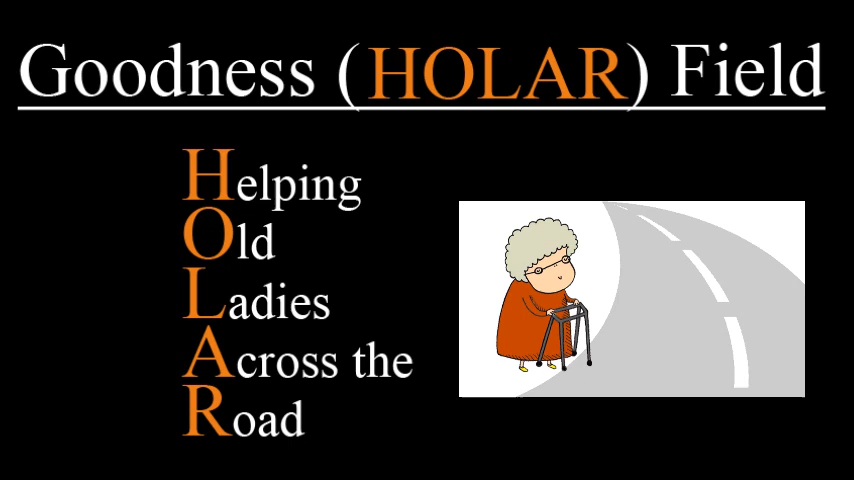 Goodness (HOLAR) Field
Helping
Old
Ladies
Across the
Road